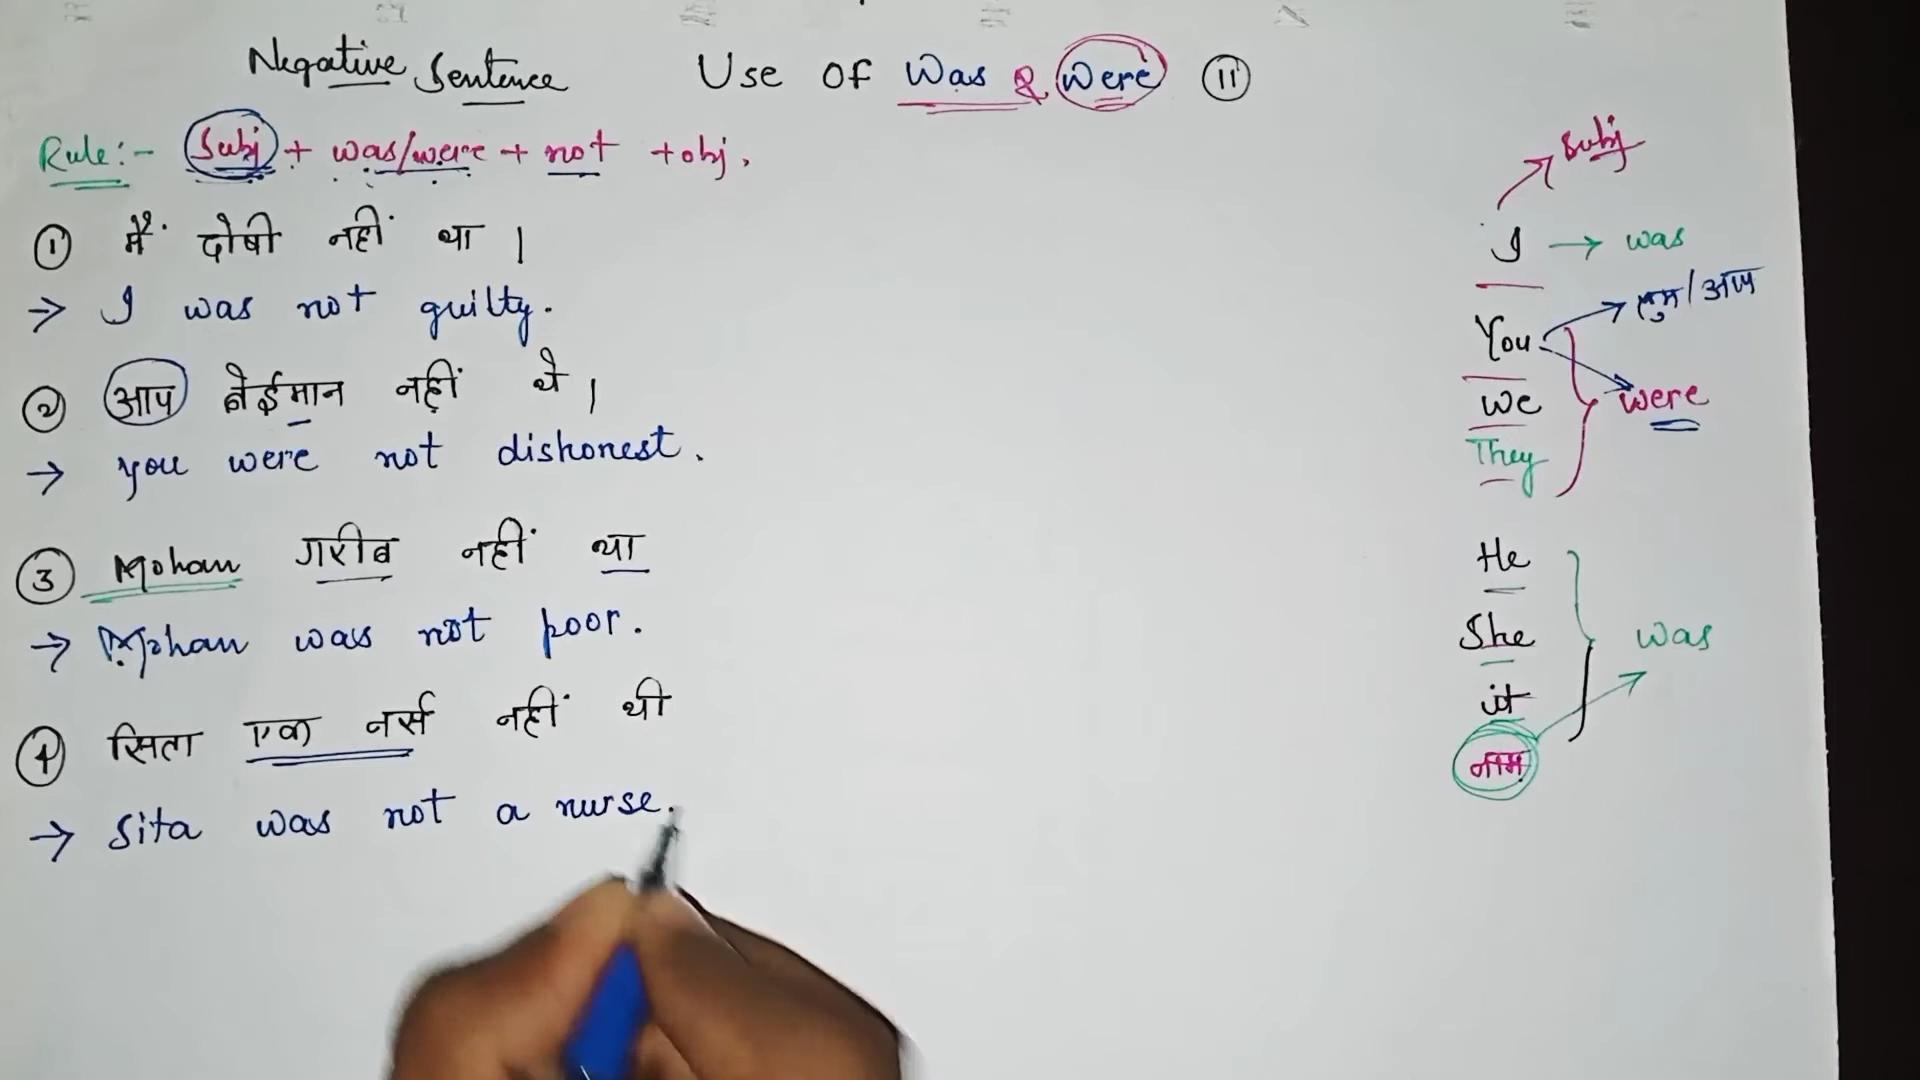 Negative Sentence Use Of Was & Were 11
Rule:- Subj + was/were + not + obj.
1 मैं दोषी नहीं था |
→ I was not guilty.
2 आप बेईमान नहीं थे |
→ you were not dishonest.
3 Mohan गरीब नहीं था
→ Mohan was not poor.
4 सिता एक नर्स नहीं थी
→ Sita was not a nurse.
Subj
I → was
You तुम/आप
We were
They
He
She was
it
नाम